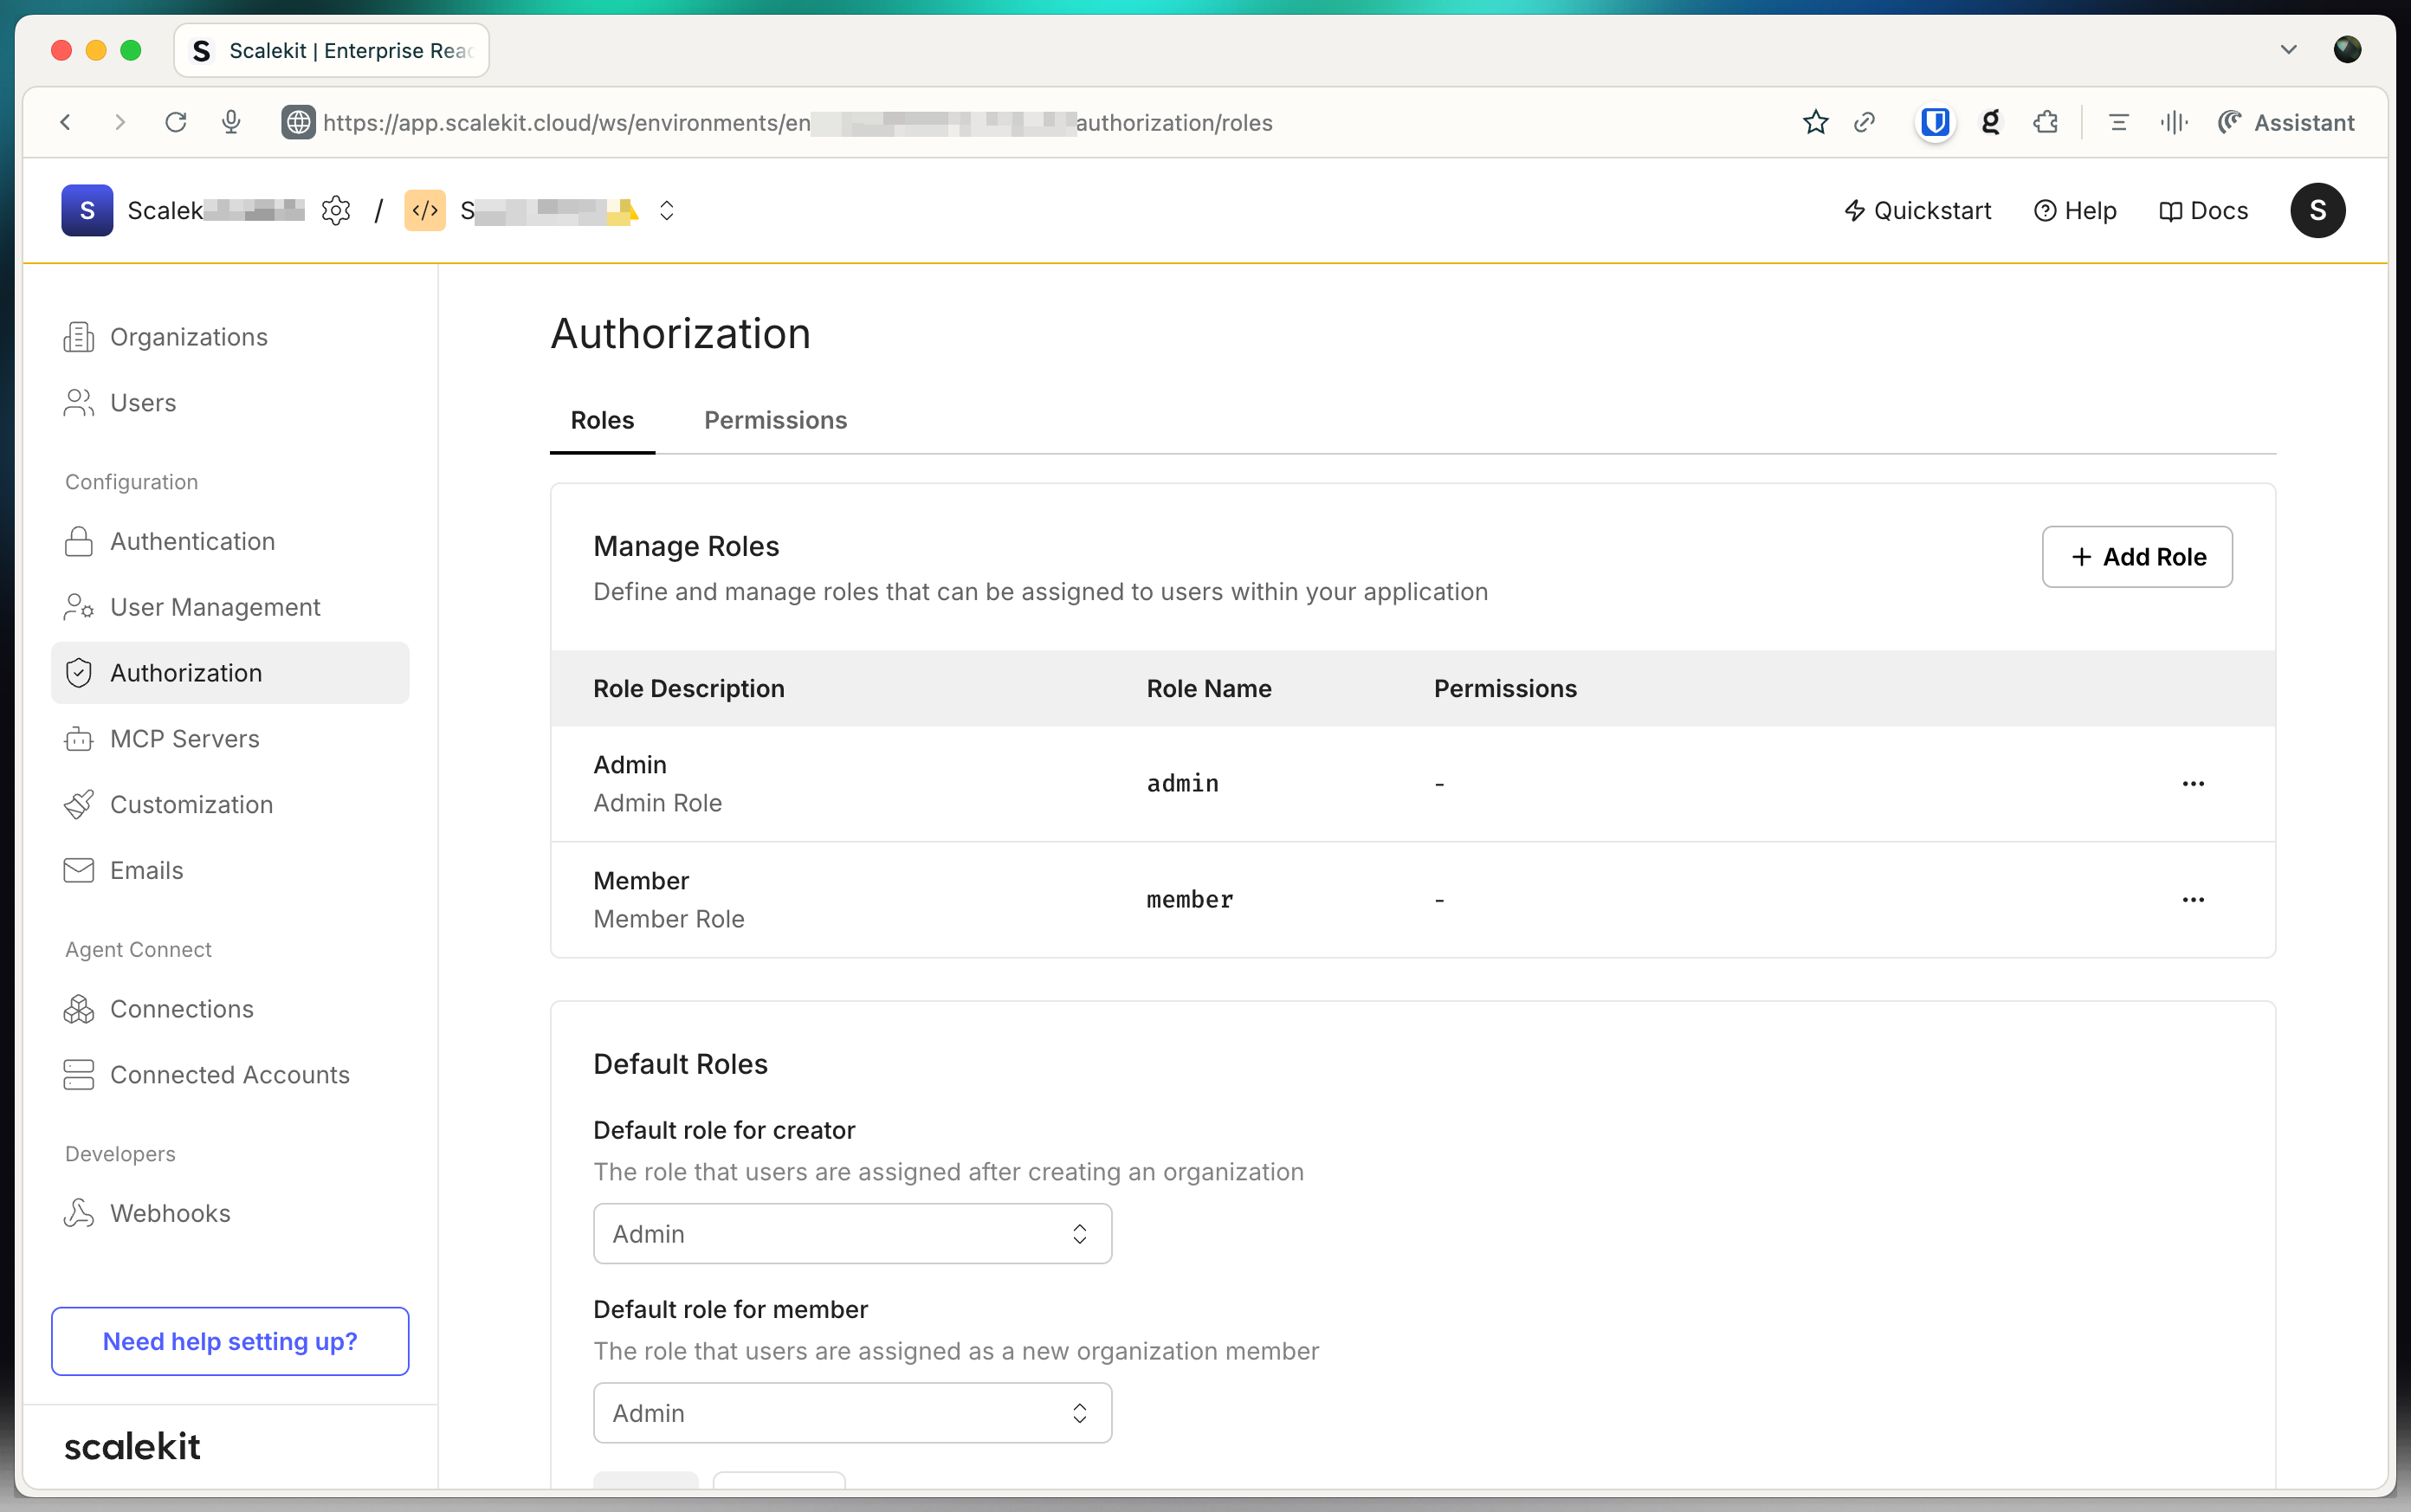 S Scalekit | Enterprise Reac
https://app.scalekit.cloud/ws/environments/en authorization/roles
g
Assistant
S Scalek / </> S
Quickstart Help Docs S
Organizations
Users
Configuration
Authentication
User Management
Authorization
MCP Servers
Customization
Emails
Agent Connect
Connections
Connected Accounts
Developers
Webhooks
Need help setting up?
scalekit
Authorization
Roles Permissions
Manage Roles
Define and manage roles that can be assigned to users within your application
+ Add Role
Role Description Role Name Permissions
Admin
Admin Role
admin - ...
Member
Member Role
member - ...
Default Roles
Default role for creator
The role that users are assigned after creating an organization
Admin
Default role for member
The role that users are assigned as a new organization member
Admin